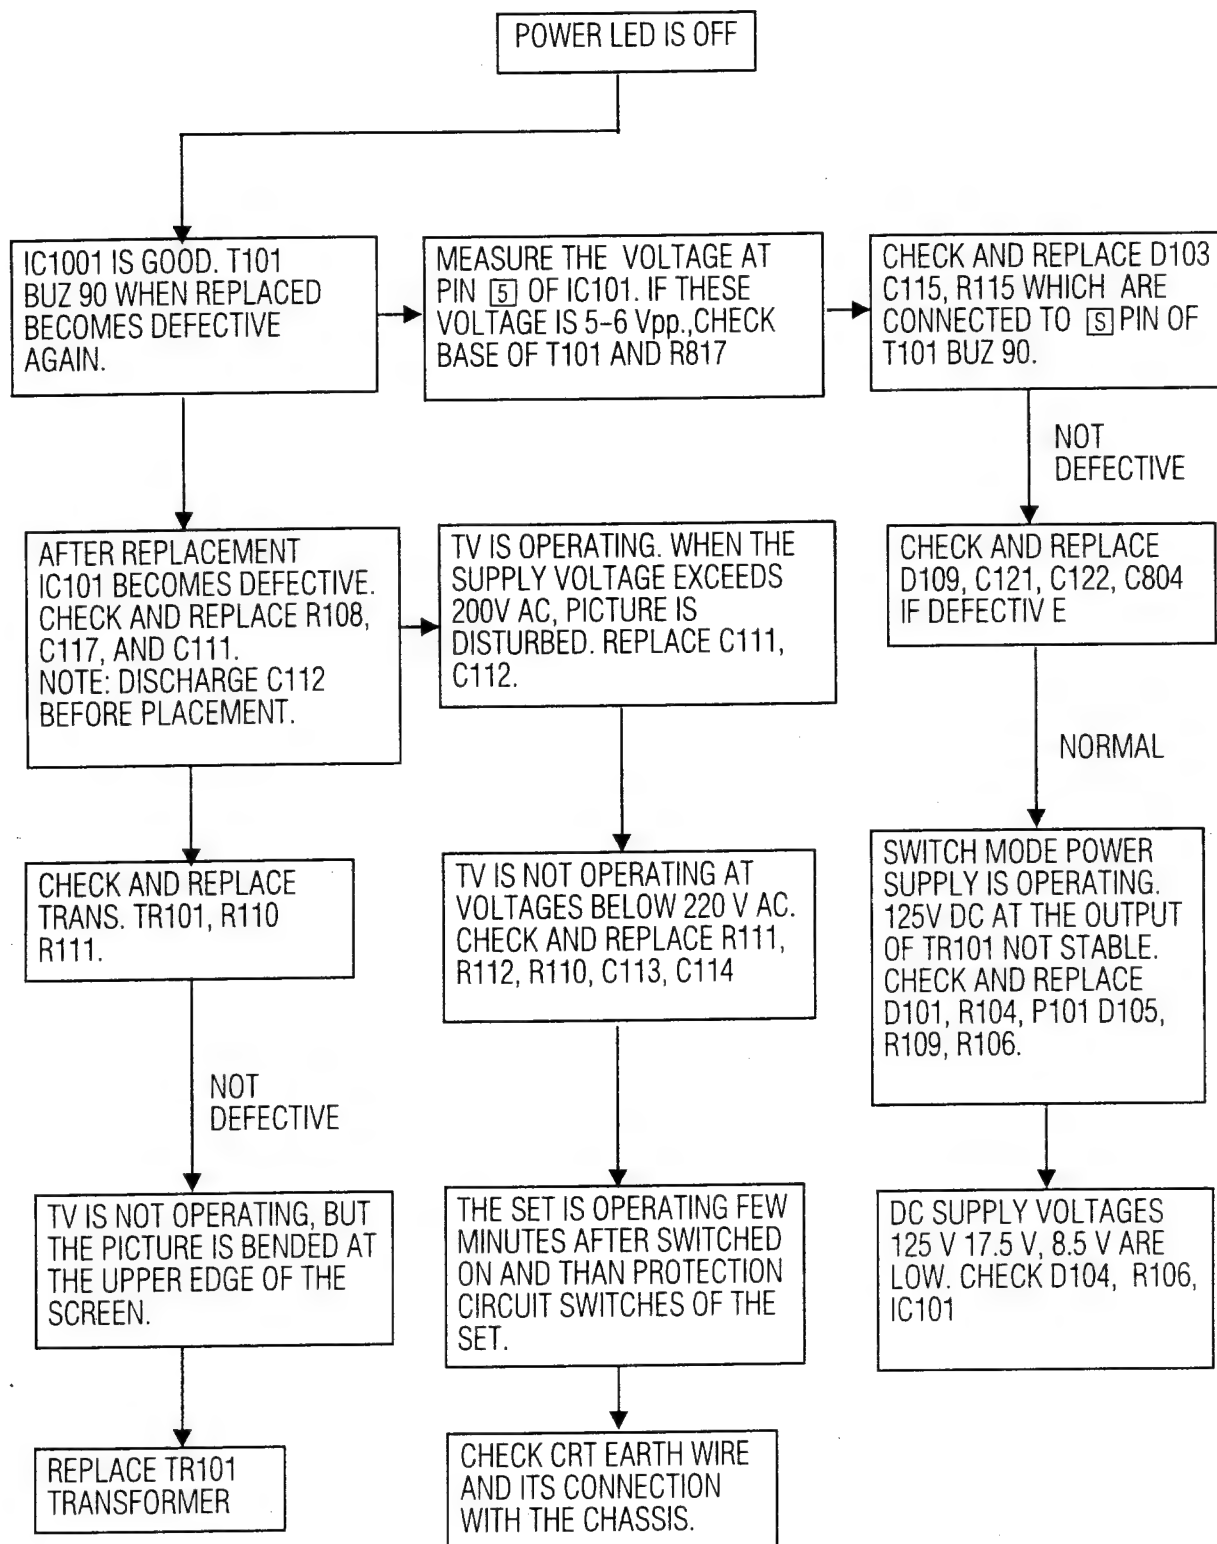 POWER LED IS OFF
IC1001 IS GOOD. T101
BUZ 90 WHEN REPLACED
BECOMES DEFECTIVE
AGAIN.
MEASURE THE VOLTAGE AT
PIN 5 OF IC101. IF THESE
VOLTAGE IS 5-6 Vpp.,CHECK
BASE OF T101 AND R817
CHECK AND REPLACE D103
C115, R115 WHICH ARE
CONNECTED TO S PIN OF
T101 BUZ 90.
NOT
DEFECTIVE
AFTER REPLACEMENT
IC101 BECOMES DEFECTIVE.
CHECK AND REPLACE R108,
C117, AND C111.
NOTE: DISCHARGE C112
BEFORE PLACEMENT.
TV IS OPERATING. WHEN THE
SUPPLY VOLTAGE EXCEEDS
200V AC, PICTURE IS
DISTURBED. REPLACE C111,
C112.
CHECK AND REPLACE
D109, C121, C122, C804
IF DEFECTIV E
NORMAL
CHECK AND REPLACE
TRANS. TR101, R110
R111.
TV IS NOT OPERATING AT
VOLTAGES BELOW 220 V AC.
CHECK AND REPLACE R111,
R112, R110, C113, C114
SWITCH MODE POWER
SUPPLY IS OPERATING.
125V DC AT THE OUTPUT
OF TR101 NOT STABLE.
CHECK AND REPLACE
D101, R104, P101 D105,
R109, R106.
NOT
DEFECTIVE
TV IS NOT OPERATING, BUT
THE PICTURE IS BENDED AT
THE UPPER EDGE OF THE
SCREEN.
THE SET IS OPERATING FEW
MINUTES AFTER SWITCHED
ON AND THAN PROTECTION
CIRCUIT SWITCHES OF THE
SET.
DC SUPPLY VOLTAGES
125 V 17.5 V, 8.5 V ARE
LOW. CHECK D104, R106,
IC101
REPLACE TR101
TRANSFORMER
CHECK CRT EARTH WIRE
AND ITS CONNECTION
WITH THE CHASSIS.